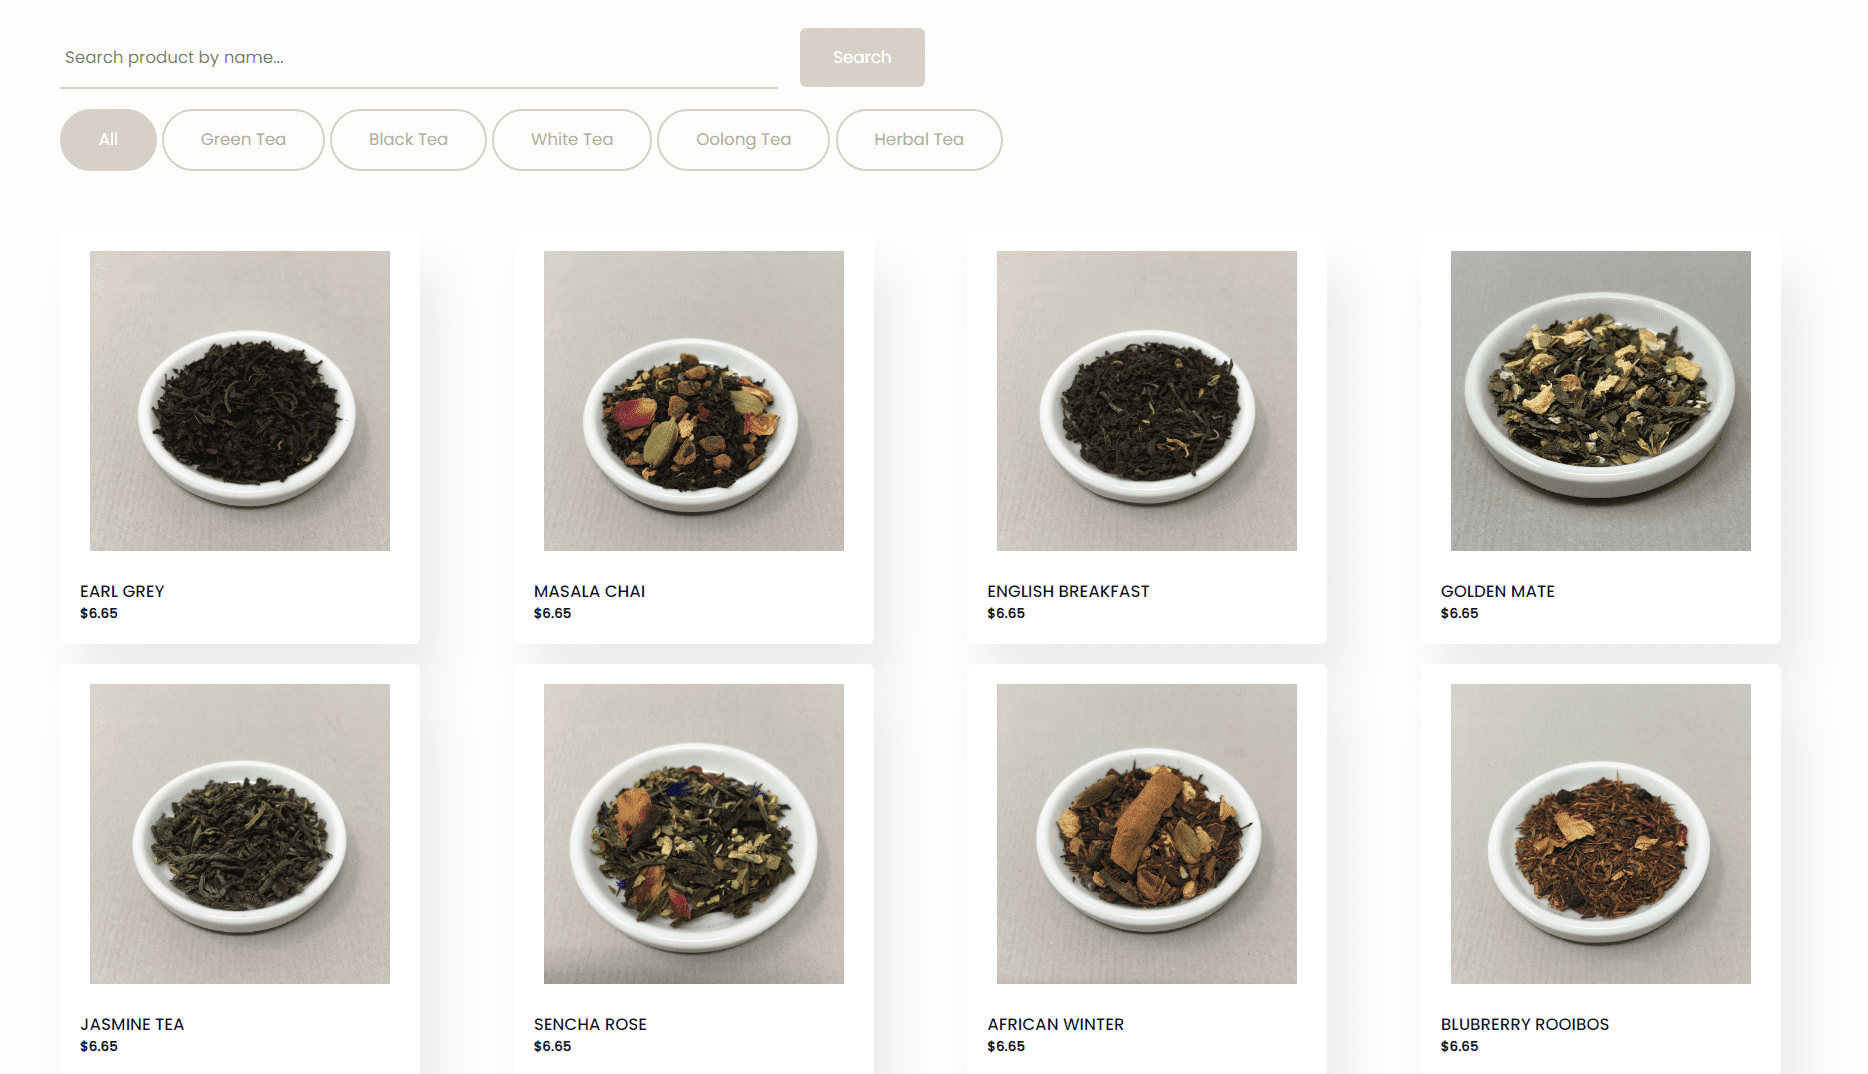 Search product by name...
Search
All
Green Tea
Black Tea
White Tea
Oolong Tea
Herbal Tea
EARL GREY
$6.65
MASALA CHAI
$6.65
ENGLISH BREAKFAST
$6.65
GOLDEN MATE
$6.65
JASMINE TEA
$6.65
SENCHA ROSE
$6.65
AFRICAN WINTER
$6.65
BLUBRERRY ROOIBOS
$6.65